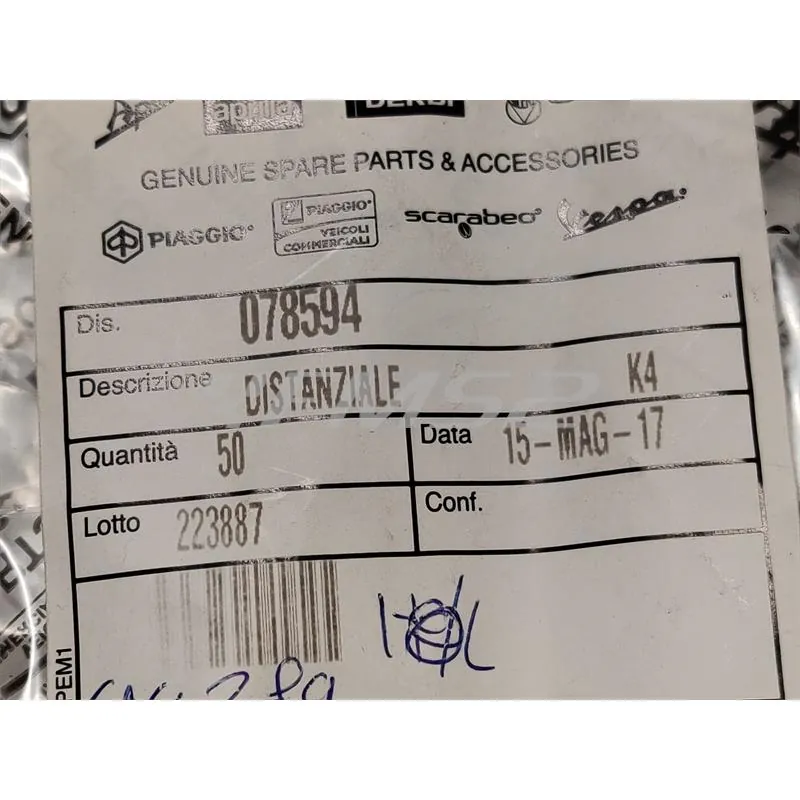 aprilia
DERBI
GENUINE SPARE PARTS & ACCESSORIES
PIAGGIO PIAGGIO VEICOLI COMMERCIALI scarabeo Vespa
Dis. 078594
Descrizione DISTANZIALE K4
Quantità 50 Data 15-MAG-17
Lotto 223887 Conf.
PEM1